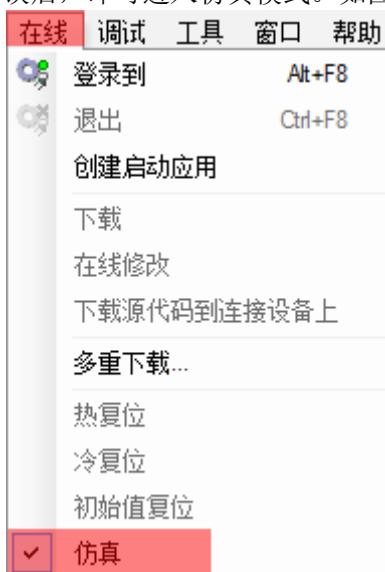 在线 调试 工具 窗口 帮助
登录到 Alt+F8
退出 Ctrl+F8
创建启动应用
下载
在线修改
下载源代码到连接设备上
多重下载...
热复位
冷复位
初始值复位
仿真